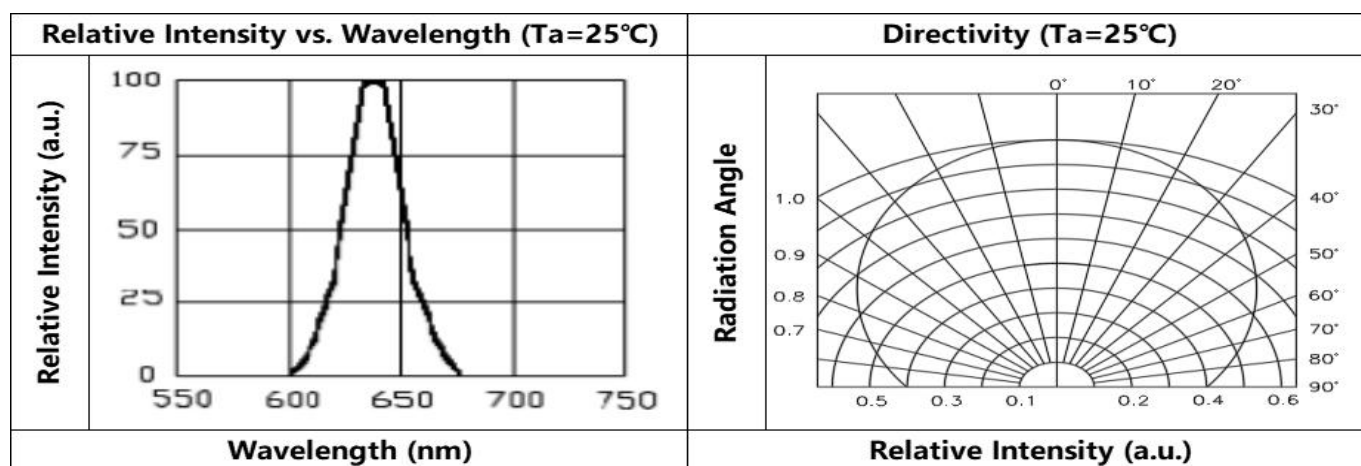 Relative Intensity vs. Wavelength (Ta=25℃)
Relative Intensity (a.u.)
100
75
50
25
0
550 600 650 700 750
Wavelength (nm)
Directivity (Ta=25℃)
Radiation Angle
0° 10° 20°
30°
1.0 40°
0.9 50°
0.8 60°
0.7 70°
80°
90°
0.5 0.3 0.1 0.2 0.4 0.6
Relative Intensity (a.u.)